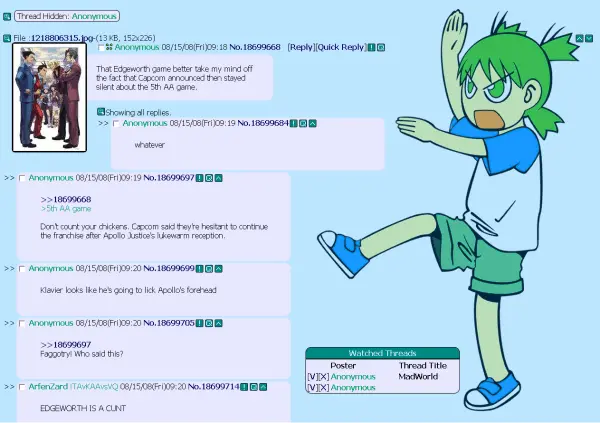 Thread Hidden: Anonymous
File :1218806315.jpg-(13 KB, 152x226)
Anonymous 08/15/08(Fri)09:18 No.18699668 [Reply][Quick Reply]
That Edgeworth game better take my mind off
the fact that Capcom announced then stayed
silent about the 5th AA game.
Showing all replies.
>> Anonymous 08/15/08(Fri)09:19 No.18699684
whatever
>> Anonymous 08/15/08(Fri)09:19 No.18699697
>>18699668
>5th AA game
Don't count your chickens. Capcom said they're hesitant to continue
the franchise after Apollo Justice's lukewarm reception.
>> Anonymous 08/15/08(Fri)09:20 No.18699699
Klavier looks like he's going to lick Apollo's forehead
>> Anonymous 08/15/08(Fri)09:20 No.18699705
>>18699697
Faggotry! Who said this?
>> ArfenZard 08/15/08(Fri)09:20 No.18699714
EDGEWORTH IS A CUNT
Watched Threads
Poster Thread Title
[V][X] Anonymous MadWorld
[V][X] Anonymous